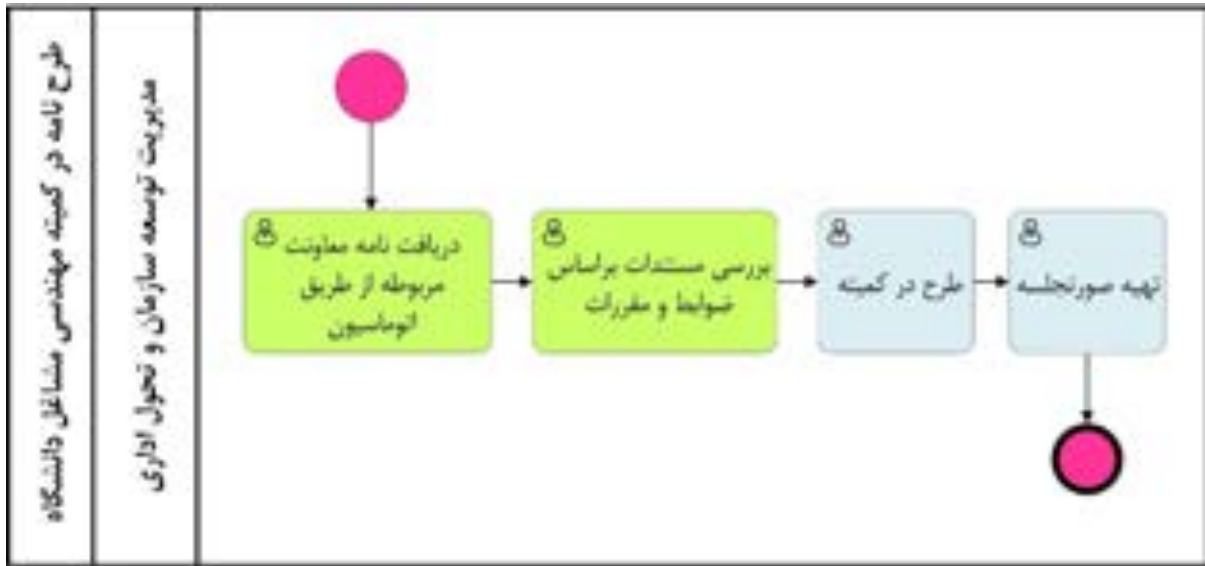 طرح نامه در کمیته مهندسی مشاغل دانشگاه
مدیریت توسعه سازمان و تحول اداری
دریافت نامه معاونت
مربوطه از طریق
اتوماسیون
بررسی مستندات براساس
ضوابط و مقررات
طرح در کمیته
تهیه صورتجلسه